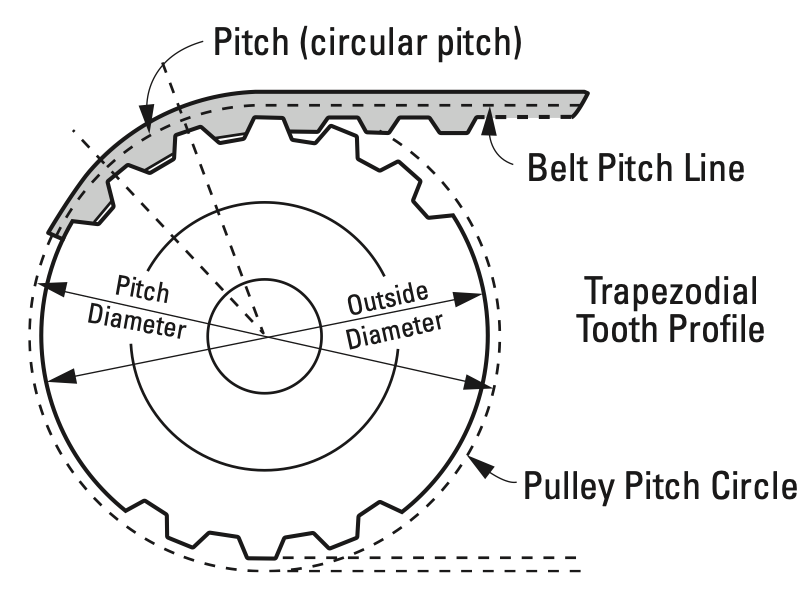 Pitch (circular pitch)
Belt Pitch Line
Pitch
Diameter
Outside
Diameter
Trapezodial
Tooth Profile
Pulley Pitch Circle